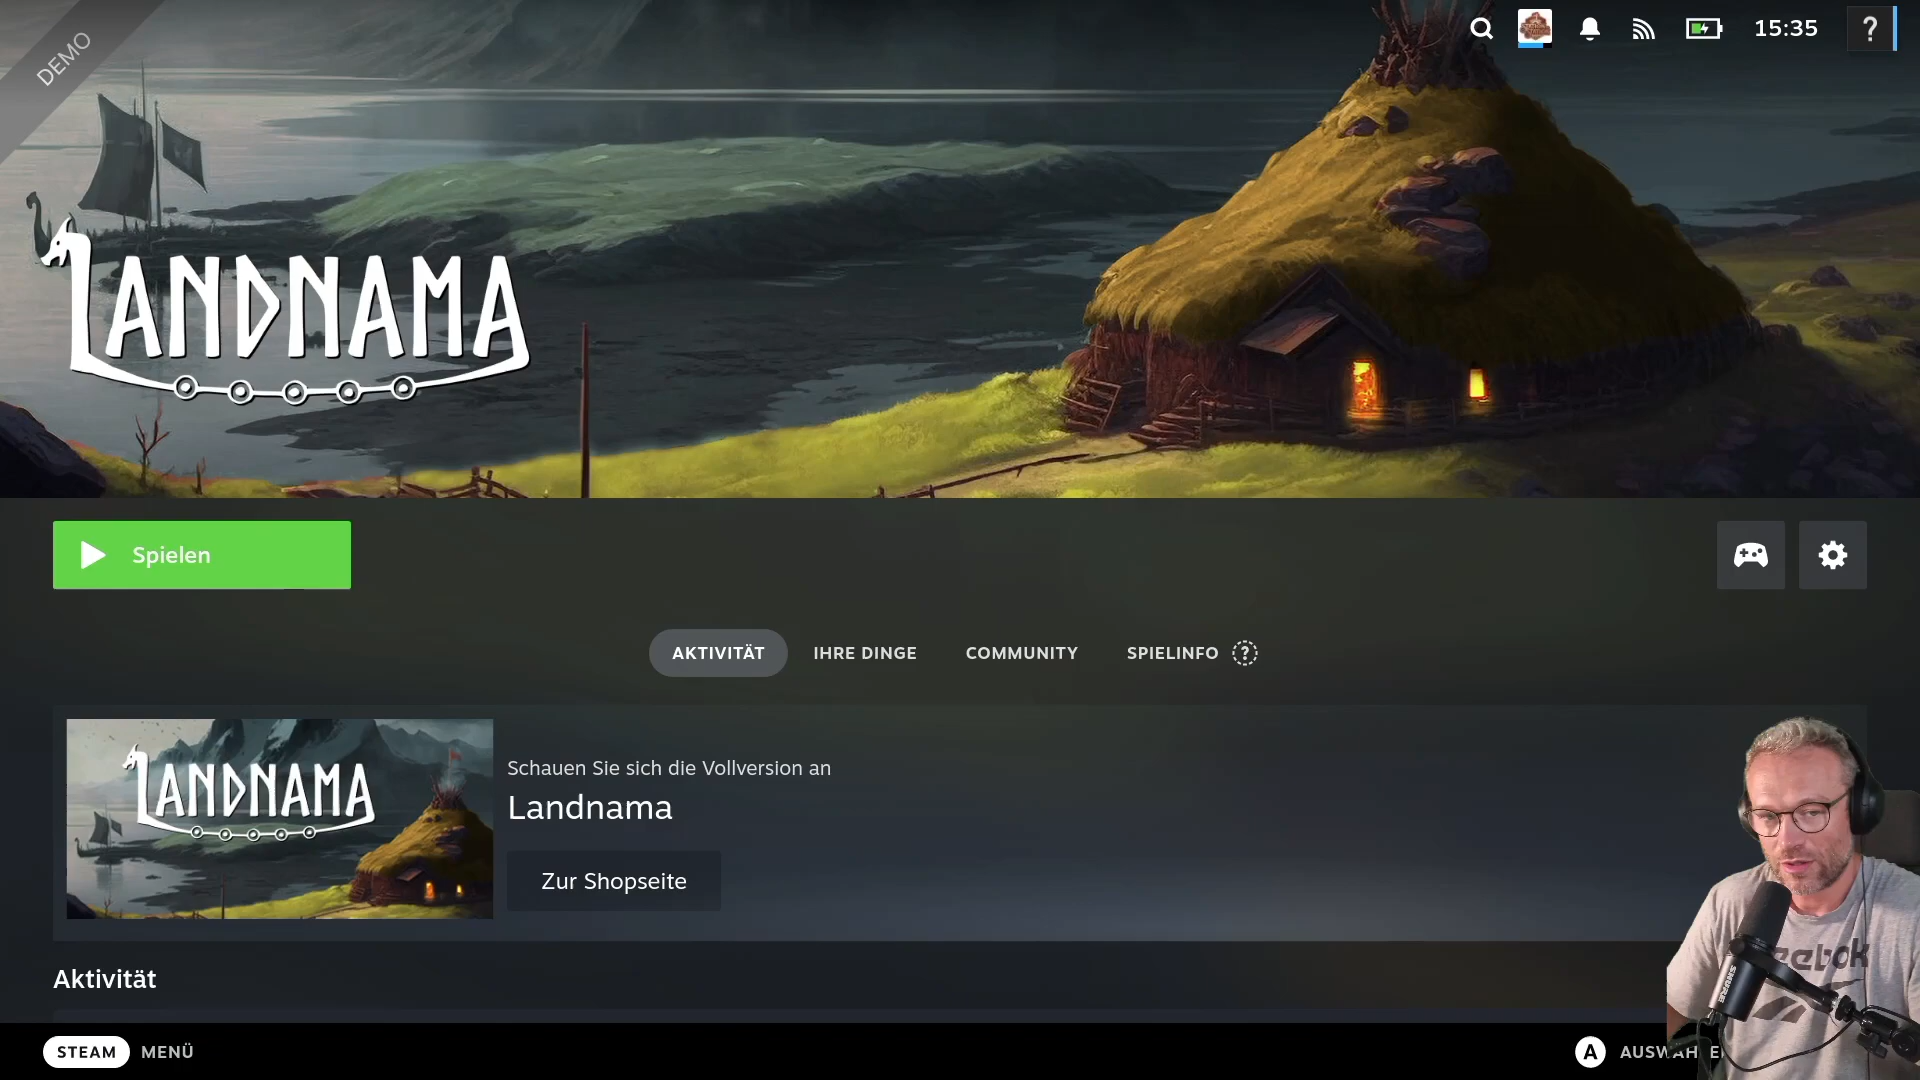 DEMO
15:35
?
LANDNAMA
Spielen
AKTIVITÄT
IHRE DINGE
COMMUNITY
SPIELINFO
?
LANDNAMA
Schauen Sie sich die Vollversion an
Landnama
Zur Shopseite
Aktivität
SHURE
STEAM
MENÜ
A